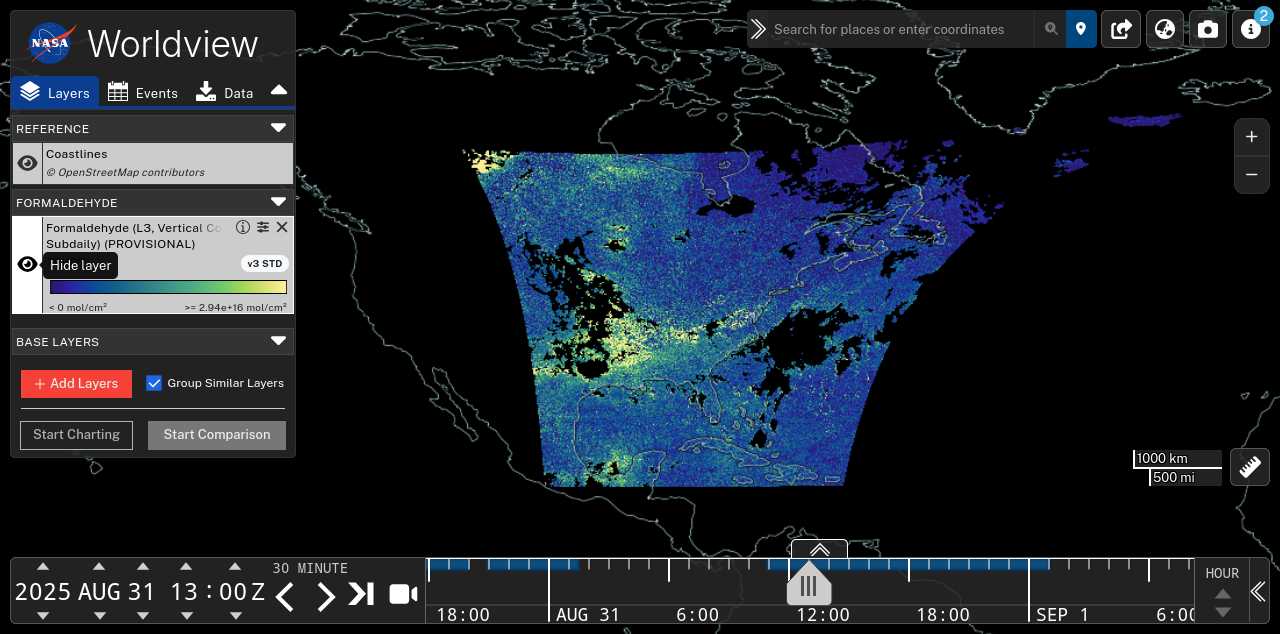 NASA Worldview
Search for places or enter coordinates
2
Layers Events Data
REFERENCE
Coastlines
© OpenStreetMap contributors
FORMALDEHYDE
Formaldehyde (L3, Vertical Co
Subdaily) (PROVISIONAL)
Hide layer
v3 STD
< 0 mol/cm² >= 2.94e+16 mol/cm²
BASE LAYERS
+ Add Layers Group Similar Layers
Start Charting Start Comparison
1000 km
500 mi
2025 AUG 31 13 : 00 Z
30 MINUTE
18:00 AUG 31 6:00 12:00 18:00 SEP 1 6:00
HOUR